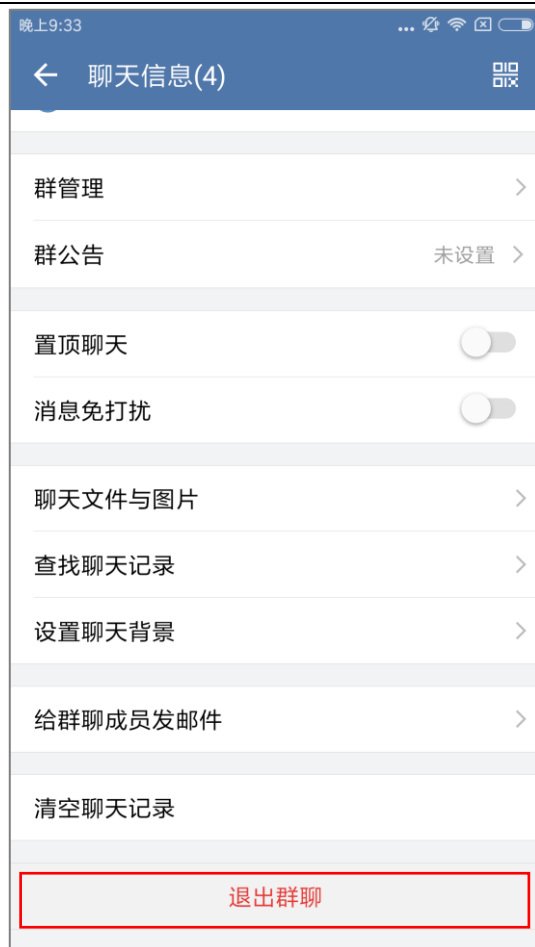 晚上9:33
聊天信息(4)
群管理
群公告 未设置
置顶聊天
消息免打扰
聊天文件与图片
查找聊天记录
设置聊天背景
给群聊成员发邮件
清空聊天记录
退出群聊